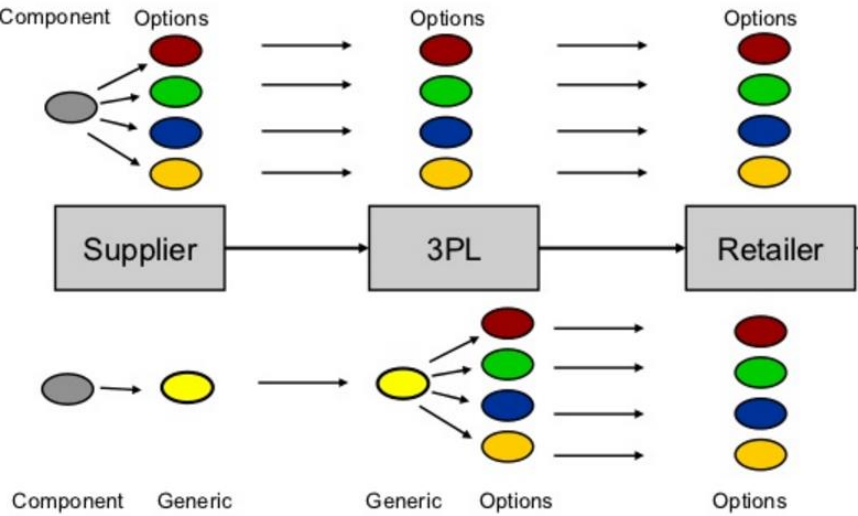 Component Options Options Options
Supplier 3PL Retailer
Component Generic Generic Options Options